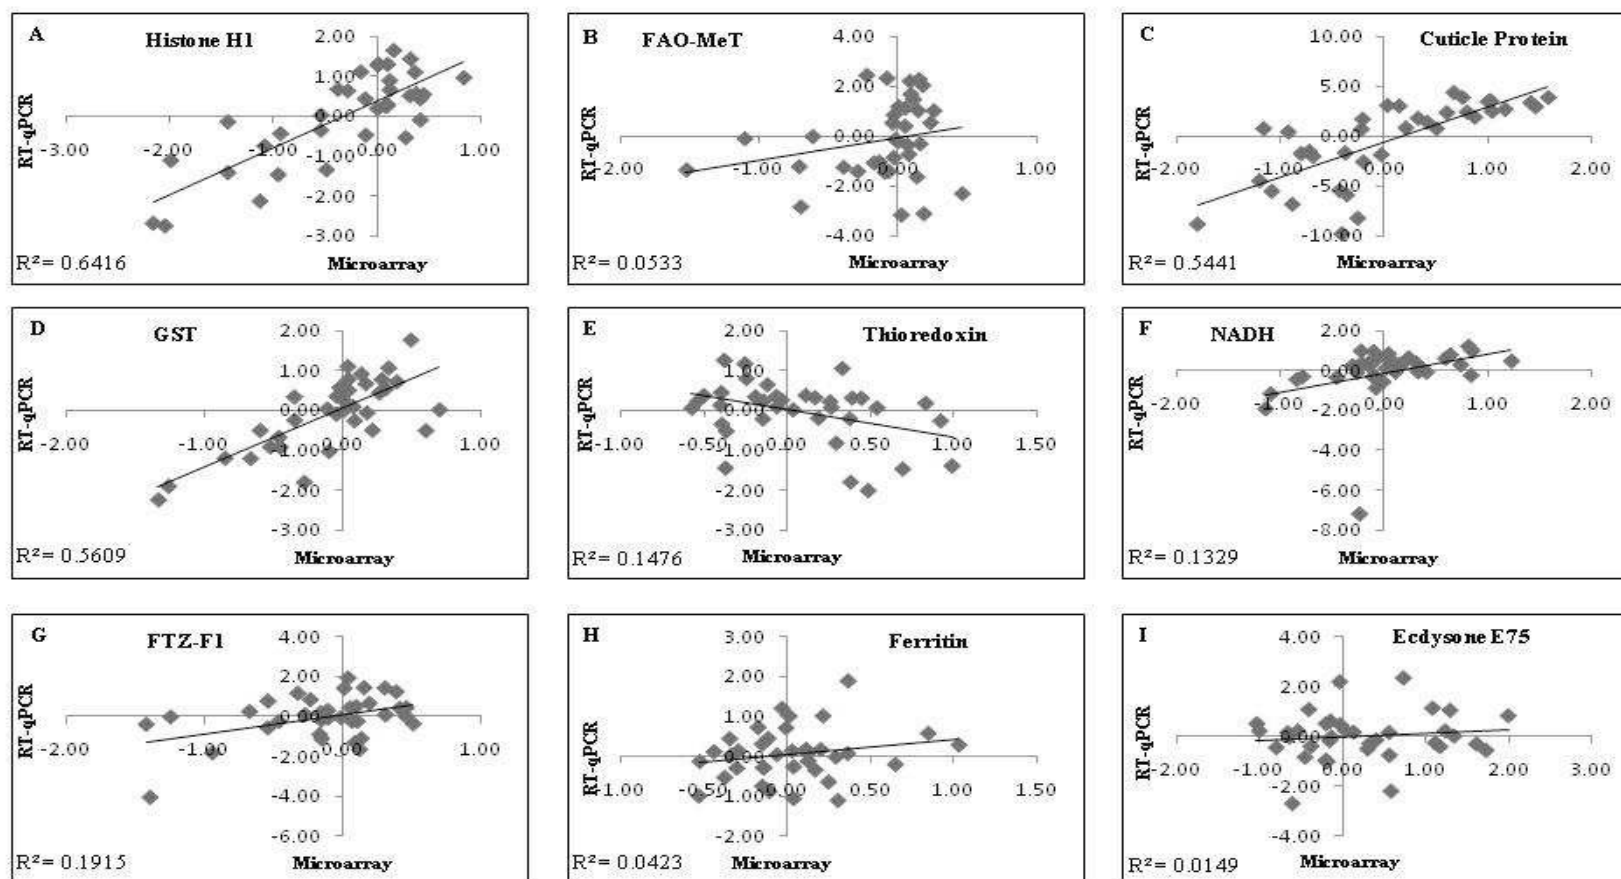 A
Histone H1
2.00
1.00
0.00
-3.00 -2.00 -1.00 0.00 1.00
-1.00
-2.00
-3.00
RT-qPCR
R² = 0.6416
Microarray
B
FAO-MeT
4.00
2.00
0.00
-2.00 -1.00 0.00 1.00
-2.00
-4.00
RT-qPCR
R² = 0.0533
Microarray
C
Cuticle Protein
10.00
5.00
0.00
-2.00 -1.00 0.00 1.00 2.00
-5.00
-10.00
RT-qPCR
R² = 0.5441
Microarray
D
GST
2.00
1.00
0.00
-2.00 -1.00 0.00 1.00
-1.00
-2.00
-3.00
RT-qPCR
R² = 0.5609
Microarray
E
Thioredoxin
2.00
1.00
0.00
-1.00 -0.50 0.00 0.50 1.00 1.50
-1.00
-2.00
-3.00
RT-qPCR
R² = 0.1476
Microarray
F
NADH
2.00
0.00
-2.00 -1.00 0.00 1.00 2.00
-2.00
-4.00
-6.00
-8.00
RT-qPCR
R² = 0.1329
Microarray
G
FTZ-F1
4.00
2.00
0.00
-2.00 -1.00 0.00 1.00
-2.00
-4.00
-6.00
RT-qPCR
R² = 0.1915
Microarray
H
Ferritin
3.00
2.00
1.00
0.00
-1.00 -0.50 0.00 0.50 1.00 1.50
-1.00
-2.00
RT-qPCR
R² = 0.0423
Microarray
I
Ecdysone E75
4.00
2.00
0.00
-2.00 -1.00 0.00 1.00 2.00 3.00
-2.00
-4.00
RT-qPCR
R² = 0.0149
Microarray